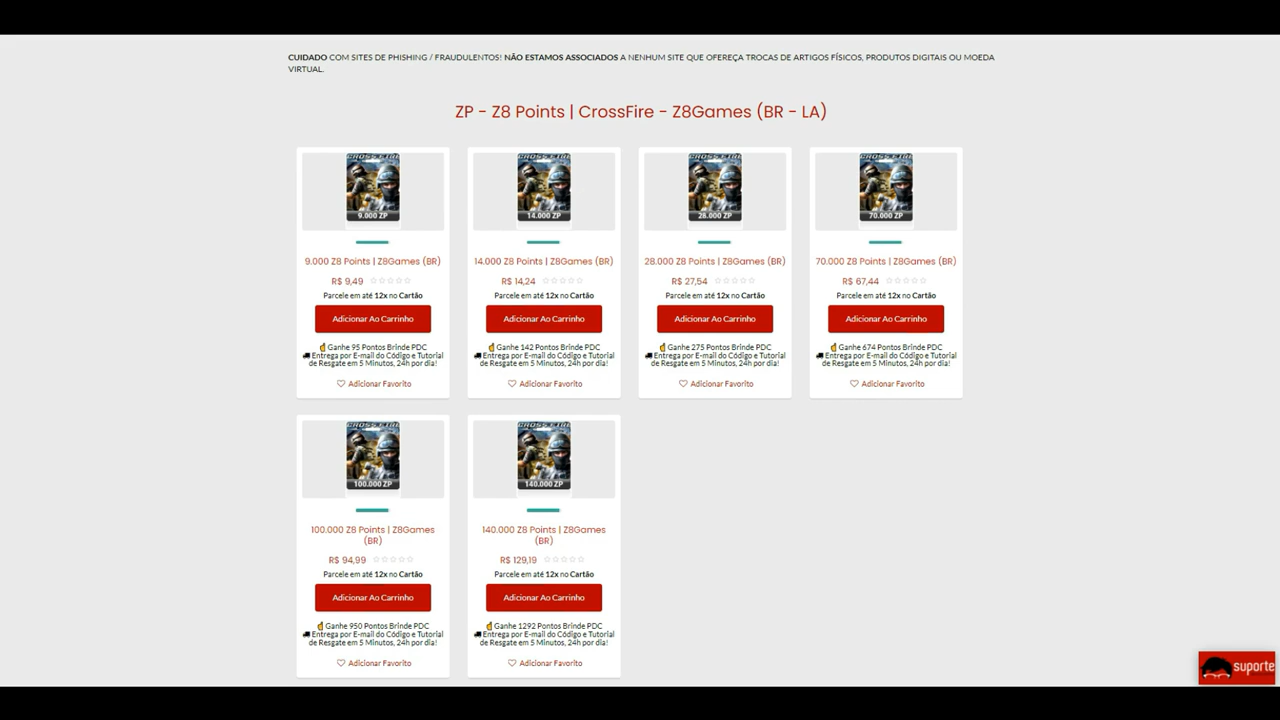 CUIDADO COM SITES DE PHISHING / FRAUDULENTOS! NÃO ESTAMOS ASSOCIADOS A NENHUM SITE QUE OFEREÇA TROCAS DE ARTIGOS FÍSICOS, PRODUTOS DIGITAIS OU MOEDA
VIRTUAL.
ZP - Z8 Points | CrossFire - Z8Games (BR - LA)
CROSS FIRE
9.000 ZP
9.000 Z8 Points | Z8Games (BR)
R$ 9,49
Parcele em até 12x no Cartão
Adicionar Ao Carrinho
Ganhe 95 Pontos Brinde PDC
Entrega por E-mail do Código e Tutorial
de Resgate em 5 Minutos, 24h por dia!
Adicionar Favorito
CROSS FIRE
14.000 ZP
14.000 Z8 Points | Z8Games (BR)
R$ 14,24
Parcele em até 12x no Cartão
Adicionar Ao Carrinho
Ganhe 142 Pontos Brinde PDC
Entrega por E-mail do Código e Tutorial
de Resgate em 5 Minutos, 24h por dia!
Adicionar Favorito
CROSS FIRE
28.000 ZP
28.000 Z8 Points | Z8Games (BR)
R$ 27,54
Parcele em até 12x no Cartão
Adicionar Ao Carrinho
Ganhe 275 Pontos Brinde PDC
Entrega por E-mail do Código e Tutorial
de Resgate em 5 Minutos, 24h por dia!
Adicionar Favorito
CROSS FIRE
70.000 ZP
70.000 Z8 Points | Z8Games (BR)
R$ 67,44
Parcele em até 12x no Cartão
Adicionar Ao Carrinho
Ganhe 674 Pontos Brinde PDC
Entrega por E-mail do Código e Tutorial
de Resgate em 5 Minutos, 24h por dia!
Adicionar Favorito
CROSS FIRE
100.000 ZP
100.000 Z8 Points | Z8Games
(BR)
R$ 94,99
Parcele em até 12x no Cartão
Adicionar Ao Carrinho
Ganhe 950 Pontos Brinde PDC
Entrega por E-mail do Código e Tutorial
de Resgate em 5 Minutos, 24h por dia!
Adicionar Favorito
CROSS FIRE
140.000 ZP
140.000 Z8 Points | Z8Games
(BR)
R$ 129,19
Parcele em até 12x no Cartão
Adicionar Ao Carrinho
Ganhe 1292 Pontos Brinde PDC
Entrega por E-mail do Código e Tutorial
de Resgate em 5 Minutos, 24h por dia!
Adicionar Favorito
suporte